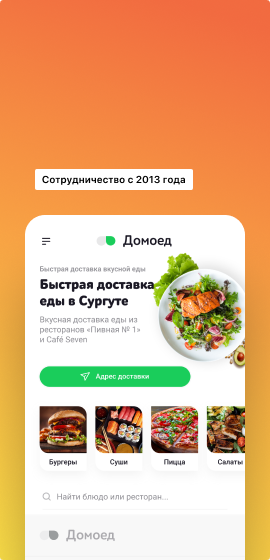 Сотрудничество с 2013 года
Домоед
Быстрая доставка вкусной еды
Быстрая доставка
еды в Сургуте
Вкусная доставка еды из
ресторанов «Пивная № 1»
и Café Seven
Адрес доставки
Бургеры
Суши
Пицца
Салаты
Найти блюдо или ресторан...
Домоед